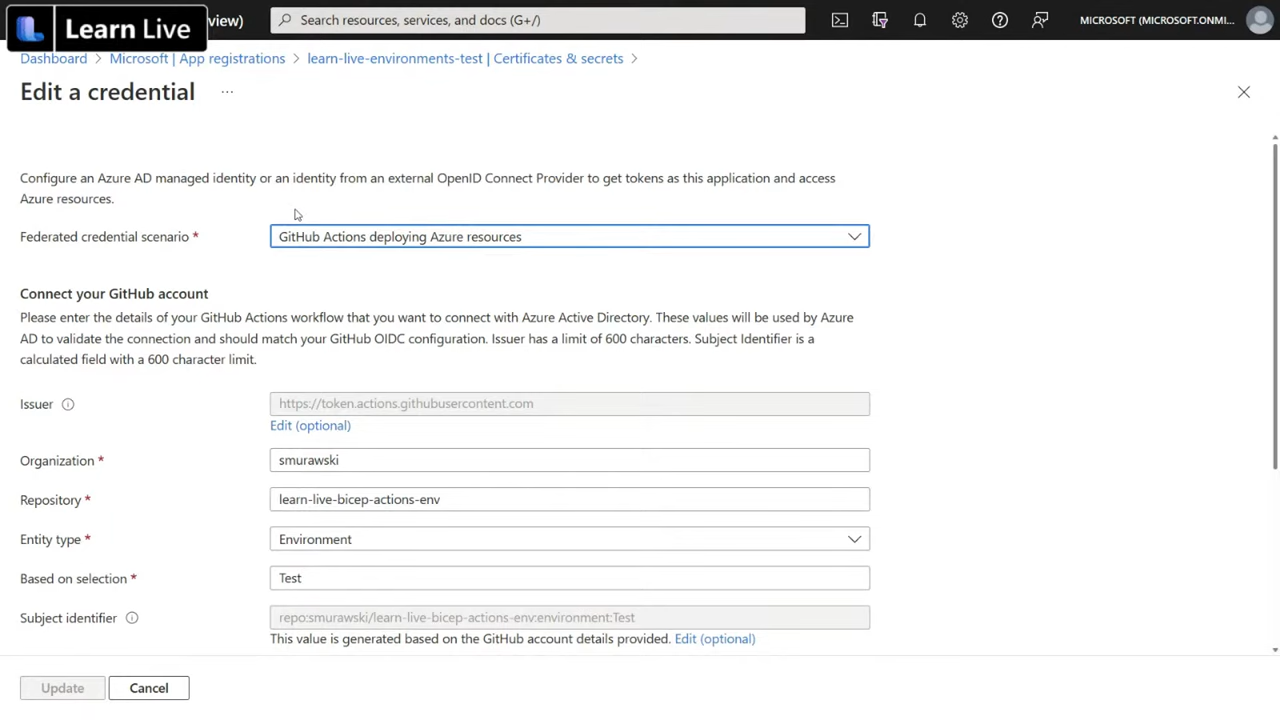 Learn Live
view)
Search resources, services, and docs (G+/)
MICROSOFT (MICROSOFT.ONMI...
Dashboard > Microsoft | App registrations > learn-live-environments-test | Certificates & secrets >
Edit a credential ...
Configure an Azure AD managed identity or an identity from an external OpenID Connect Provider to get tokens as this application and access
Azure resources.
Federated credential scenario *
GitHub Actions deploying Azure resources
Connect your GitHub account
Please enter the details of your GitHub Actions workflow that you want to connect with Azure Active Directory. These values will be used by Azure
AD to validate the connection and should match your GitHub OIDC configuration. Issuer has a limit of 600 characters. Subject Identifier is a
calculated field with a 600 character limit.
Issuer
https://token.actions.githubusercontent.com
Edit (optional)
Organization *
smurawski
Repository *
learn-live-bicep-actions-env
Entity type *
Environment
Based on selection *
Test
Subject identifier
repo:smurawski/learn-live-bicep-actions-env:environment:Test
This value is generated based on the GitHub account details provided. Edit (optional)
Update
Cancel